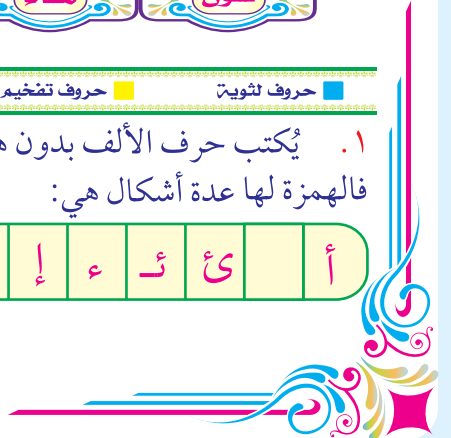 حروف لثوية حروف تفخيم
١. يُكتب حرف الألف بدون
فالهمزة لها عدة أشكال هي:
أ ئ ئـ ء إ